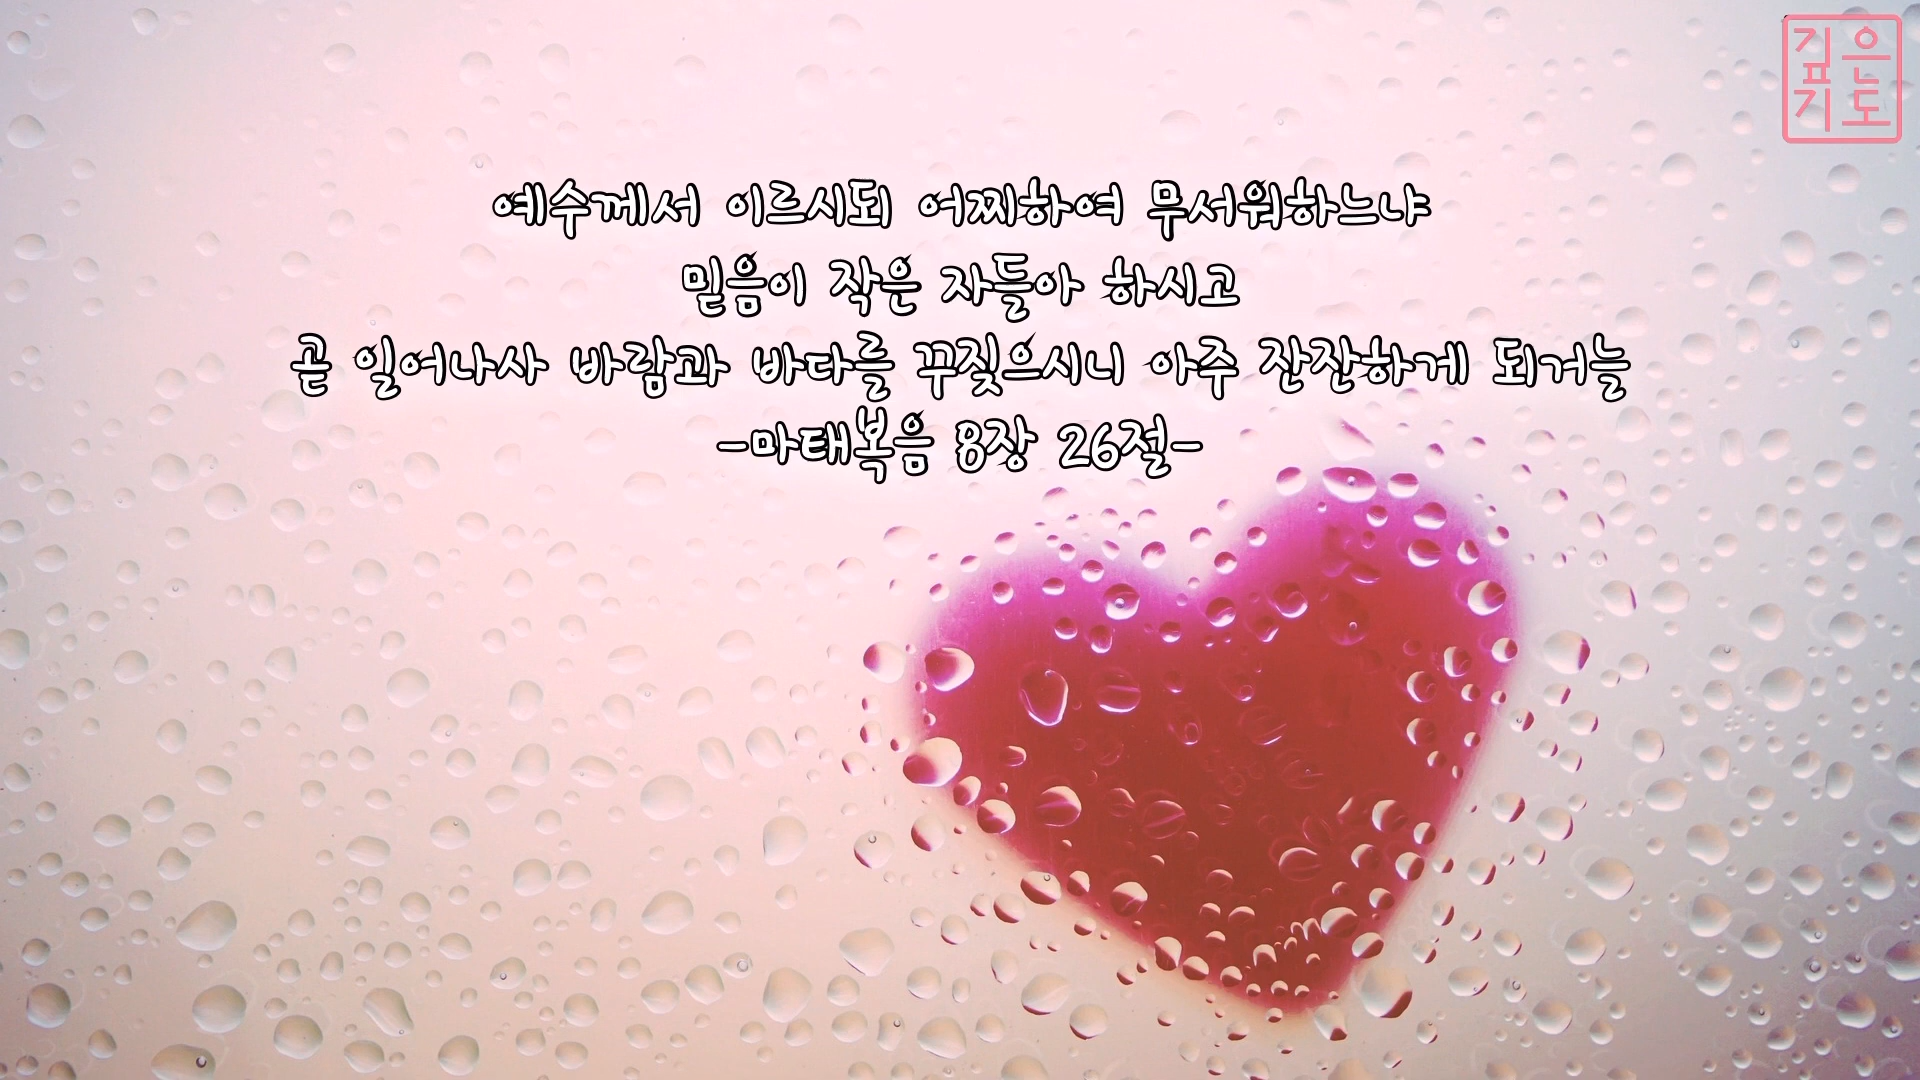 깊은
기도
예수께서 이르시되 어찌하여 무서워하느냐
믿음이 작은 자들아 하시고
곧 일어나사 바람과 바다를 꾸짖으시니 아주 잔잔하게 되거늘
-마태복음 8장 26절-